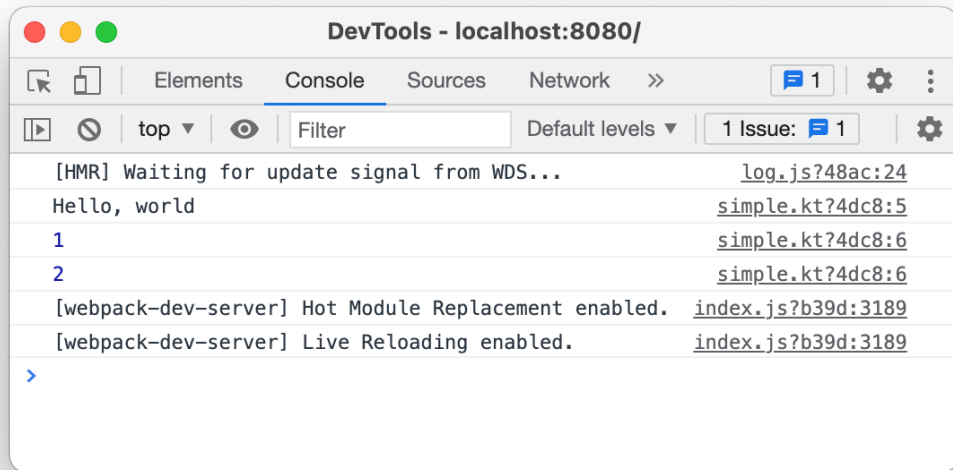 DevTools - localhost:8080/
Elements Console Sources Network » 1
top ▼ Filter Default levels ▼ 1 Issue: 1
[HMR] Waiting for update signal from WDS... log.js?48ac:24
Hello, world simple.kt?4dc8:5
1 simple.kt?4dc8:6
2 simple.kt?4dc8:6
[webpack-dev-server] Hot Module Replacement enabled. index.js?b39d:3189
[webpack-dev-server] Live Reloading enabled. index.js?b39d:3189